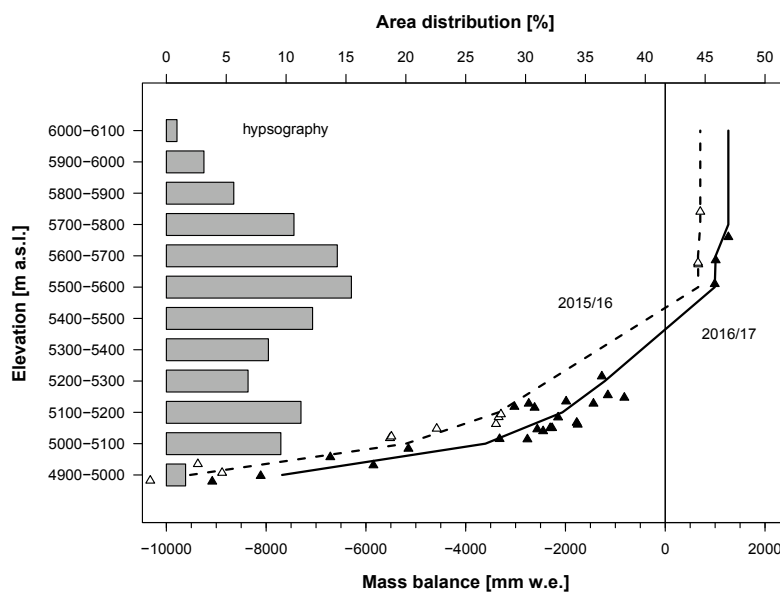 Area distribution [%]
0 5 10 15 20 25 30 35 40 45 50
hypsography
6000−6100
5900−6000
5800−5900
5700−5800
5600−5700
5500−5600
5400−5500
5300−5400
5200−5300
5100−5200
5000−5100
4900−5000
Elevation [m a.s.l.]
2015/16
2016/17
−10000 −8000 −6000 −4000 −2000 0 2000
Mass balance [mm w.e.]